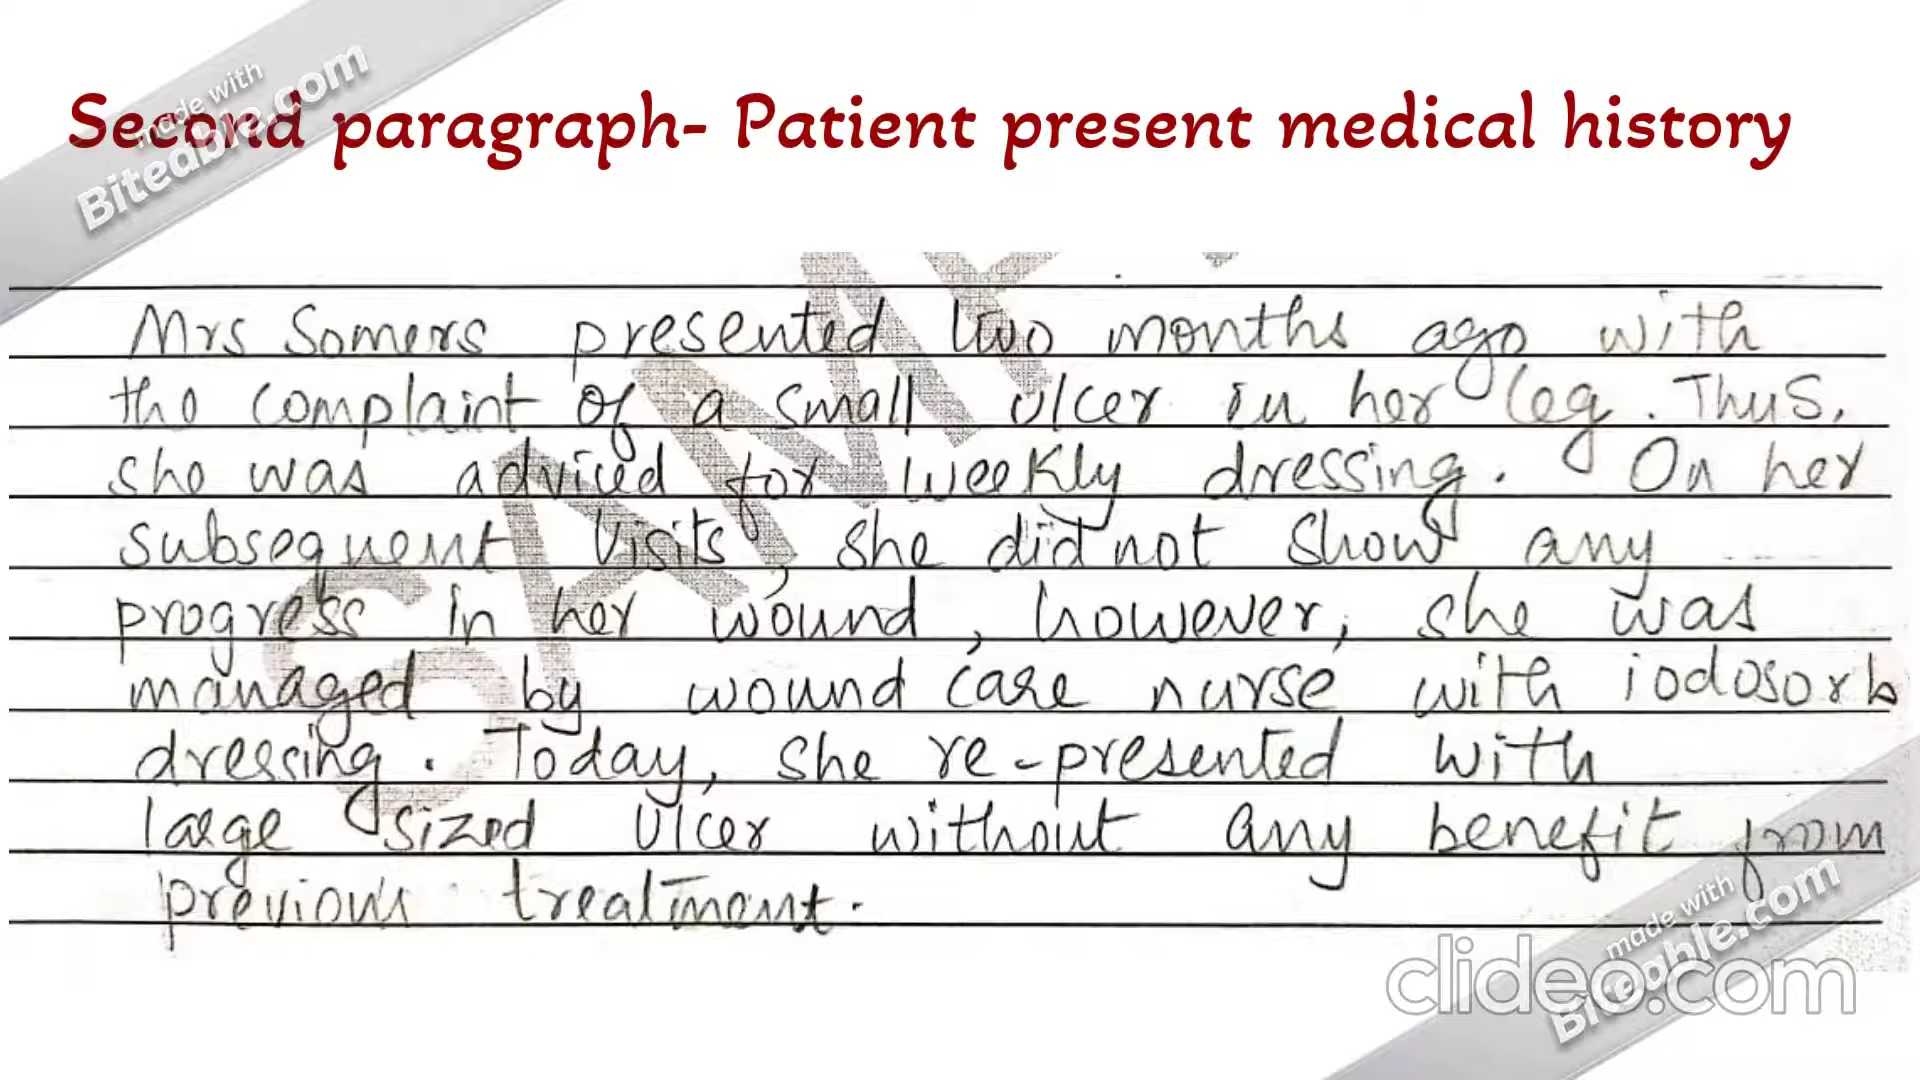 made with
Biteable.com
Second paragraph- Patient present medical history
SAMP
Mrs Somers presented two months ago with
the complaint of a small ulcer in her leg. Thus,
she was adviced for weekly dressing. On her
subsequent visits, she did not show any
progress in her wound, however, she was
managed by wound care nurse with iodosorb
dressing. Today, she re-presented with
large sized ulcer without any benefit from
previous treatment.
made with
Biteable.com
clideo.com